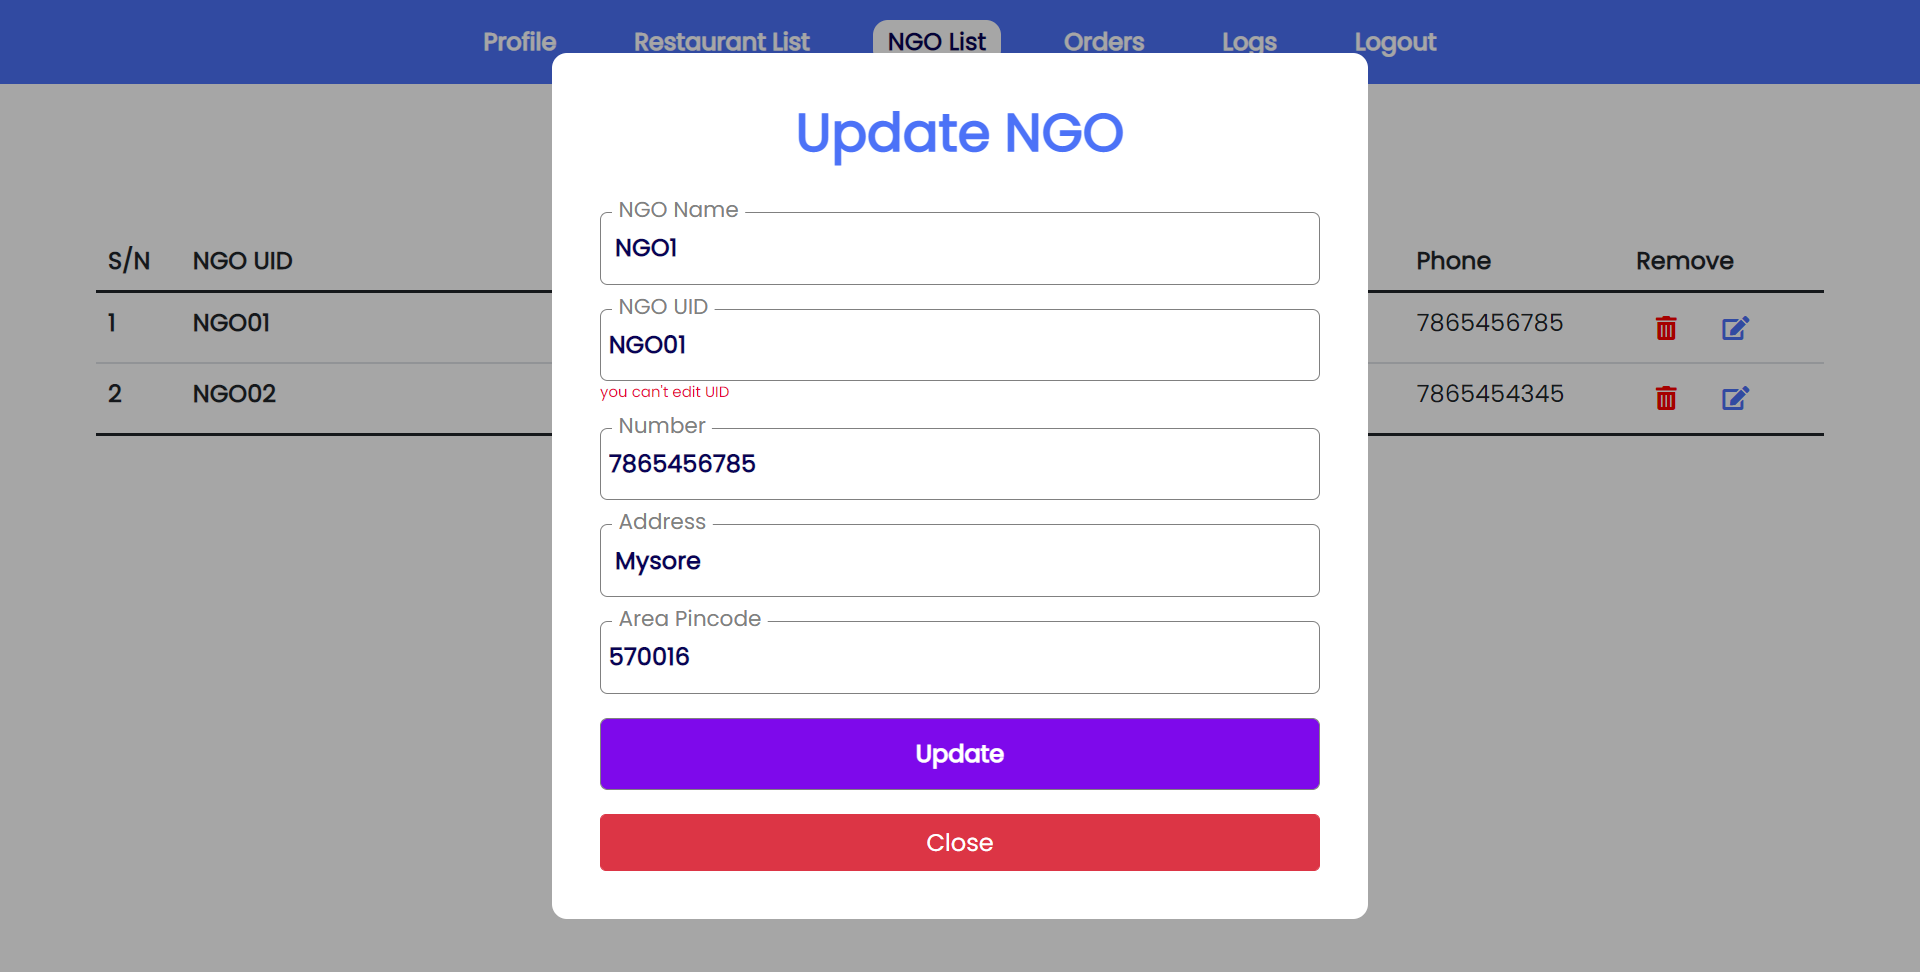 Profile Restaurant List NGO List Orders Logs Logout
Update NGO
NGO Name
NGO1
NGO UID
NGO01
you can't edit UID
Number
7865456785
Address
Mysore
Area Pincode
570016
Update
Close
S/N NGO UID Phone Remove
1 NGO01 7865456785
2 NGO02 7865454345